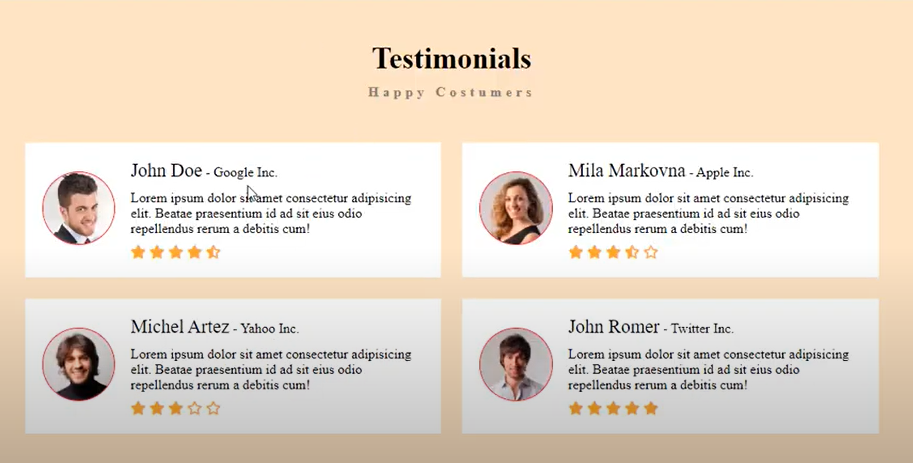 Testimonials
Happy Costumers
John Doe - Google Inc.
Lorem ipsum dolor sit amet consectetur adipisicing
elit. Beatae praesentium id ad sit eius odio
repellendus rerum a debitis cum!
Mila Markovna - Apple Inc.
Lorem ipsum dolor sit amet consectetur adipisicing
elit. Beatae praesentium id ad sit eius odio
repellendus rerum a debitis cum!
Michel Artez - Yahoo Inc.
Lorem ipsum dolor sit amet consectetur adipisicing
elit. Beatae praesentium id ad sit eius odio
repellendus rerum a debitis cum!
John Romer - Twitter Inc.
Lorem ipsum dolor sit amet consectetur adipisicing
elit. Beatae praesentium id ad sit eius odio
repellendus rerum a debitis cum!